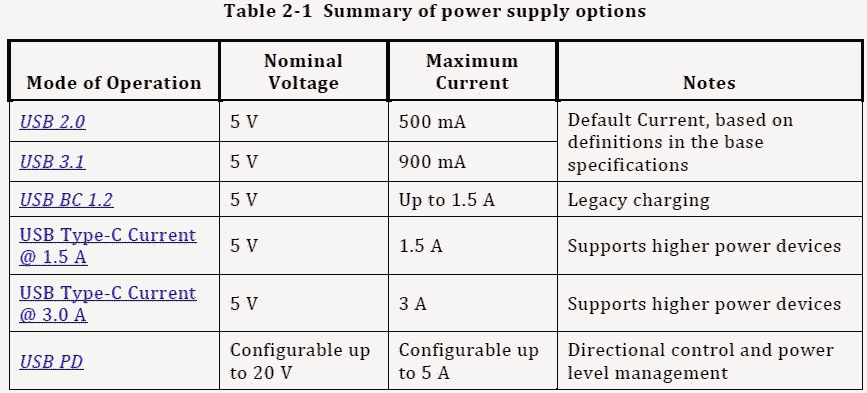 Table 2-1 Summary of power supply options
Mode of Operation
Nominal
Voltage
Maximum
Current
Notes
USB 2.0
5 V
500 mA
Default Current, based on
definitions in the base
specifications
USB 3.1
5 V
900 mA
USB BC 1.2
5 V
Up to 1.5 A
Legacy charging
USB Type-C Current
@ 1.5 A
5 V
1.5 A
Supports higher power devices
USB Type-C Current
@ 3.0 A
5 V
3 A
Supports higher power devices
USB PD
Configurable up
to 20 V
Configurable up
to 5 A
Directional control and power
level management